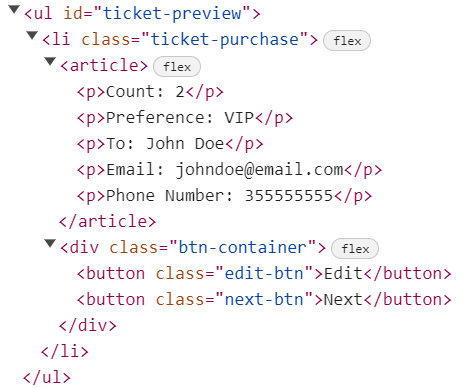 <ul id="ticket-preview">
<li class="ticket-purchase"> flex
<article> flex
<p>Count: 2</p>
<p>Preference: VIP</p>
<p>To: John Doe</p>
<p>Email: johndoe@email.com</p>
<p>Phone Number: 355555555</p>
</article>
<div class="btn-container"> flex
<button class="edit-btn">Edit</button>
<button class="next-btn">Next</button>
</div>
</li>
</ul>